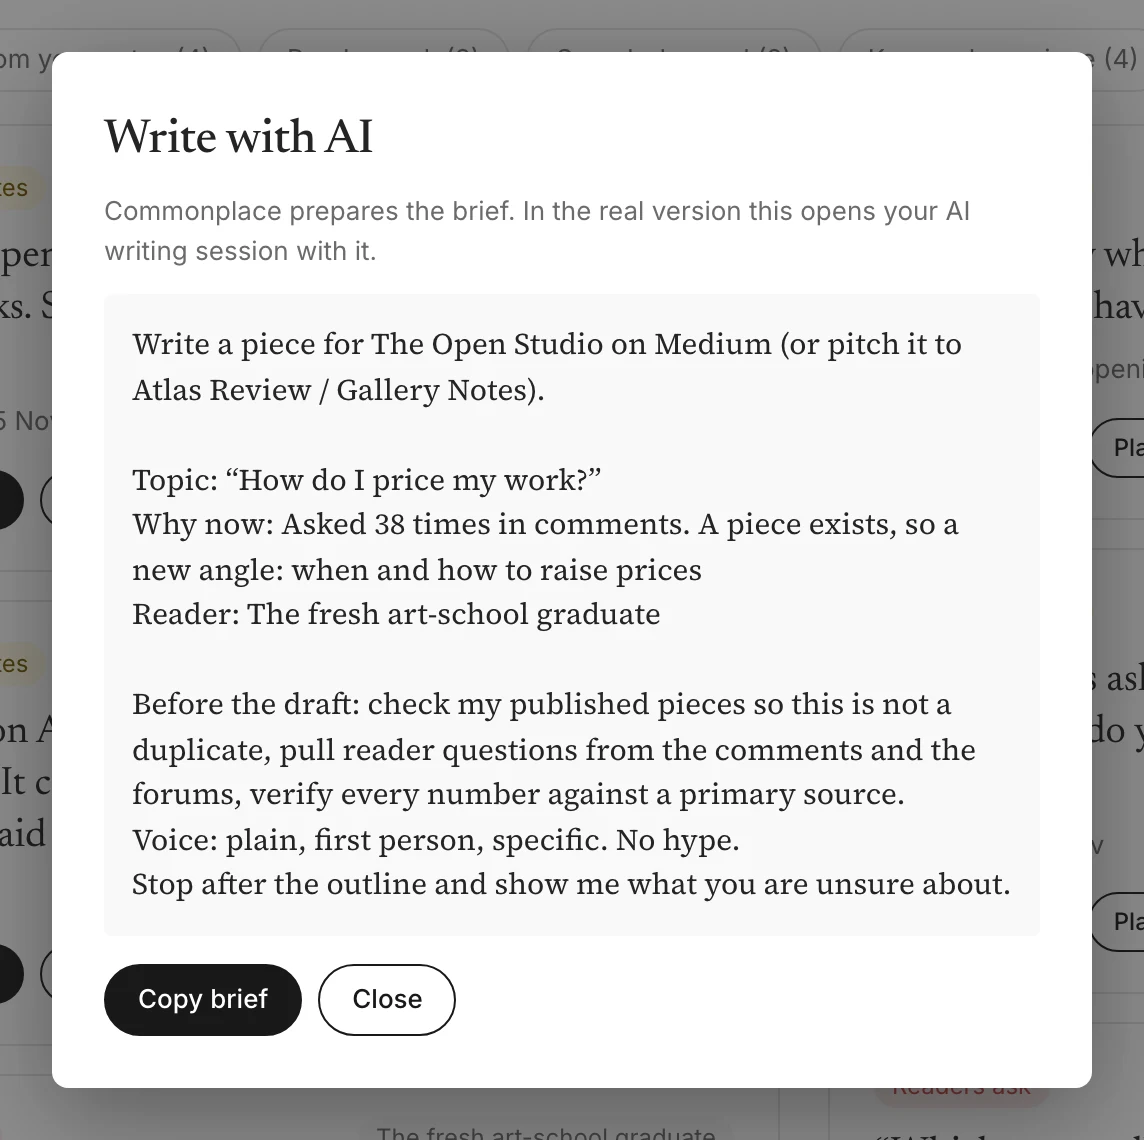 (4)
Write with AI
Commonplace prepares the brief. In the real version this opens your AI
writing session with it.
Write a piece for The Open Studio on Medium (or pitch it to
Atlas Review / Gallery Notes).
Topic: “How do I price my work?”
Why now: Asked 38 times in comments. A piece exists, so a
new angle: when and how to raise prices
Reader: The fresh art-school graduate
Before the draft: check my published pieces so this is not a
duplicate, pull reader questions from the comments and the
forums, verify every number against a primary source.
Voice: plain, first person, specific. No hype.
Stop after the outline and show me what you are unsure about.
Copy brief
Close
Readers ask
The fresh art-school graduate